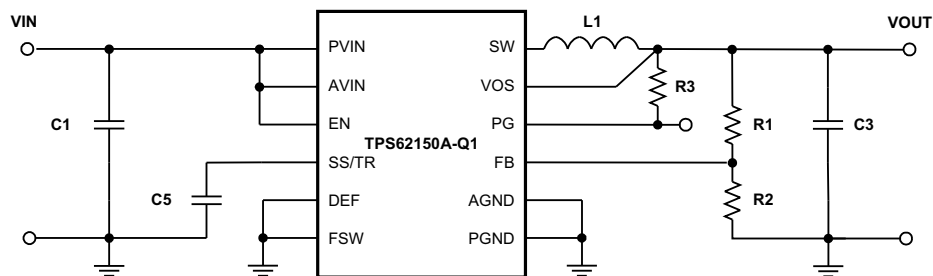 VIN
L1
VOUT
PVIN
SW
AVIN
VOS
R3
C1
EN
PG
R1
C3
TPS62150A-Q1
SS/TR
FB
C5
DEF
AGND
R2
FSW
PGND